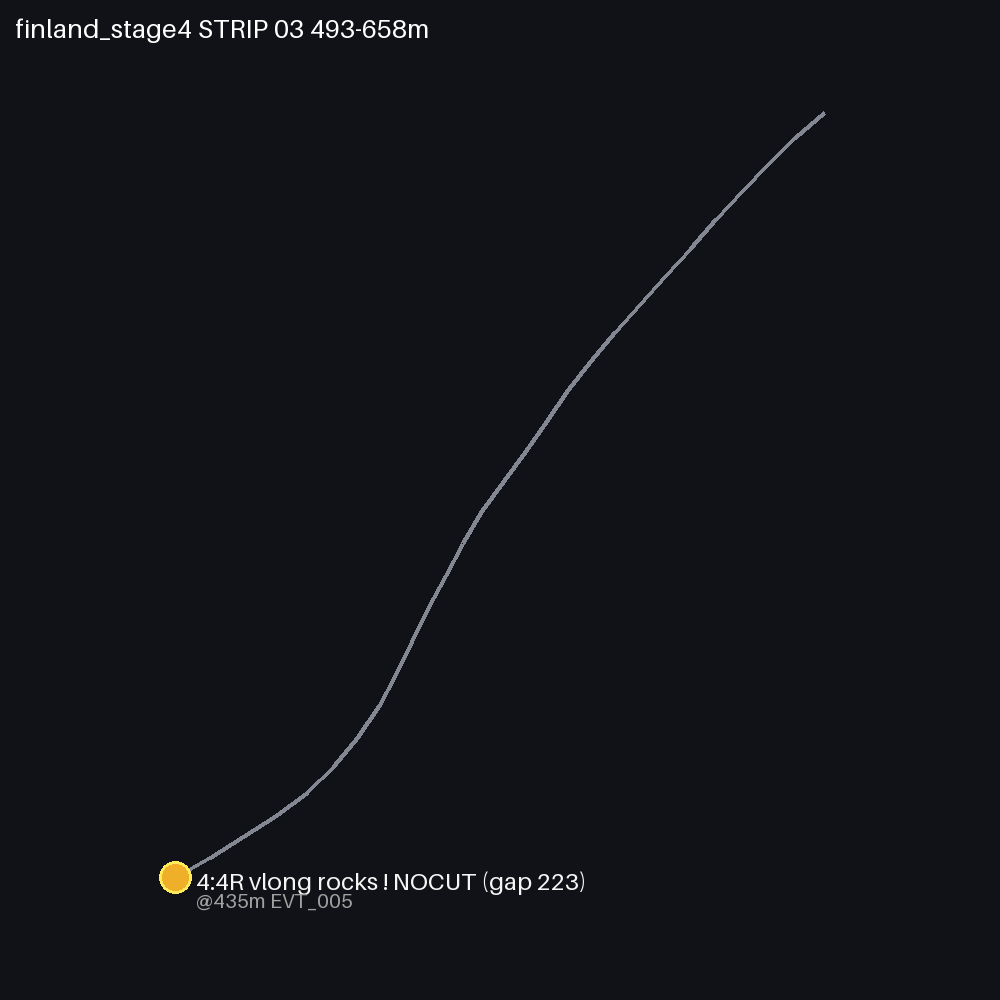 finland_stage4 STRIP 03 493-658m
4:4R vlong rocks ! NOCUT (gap 223)
@435m EVT_005